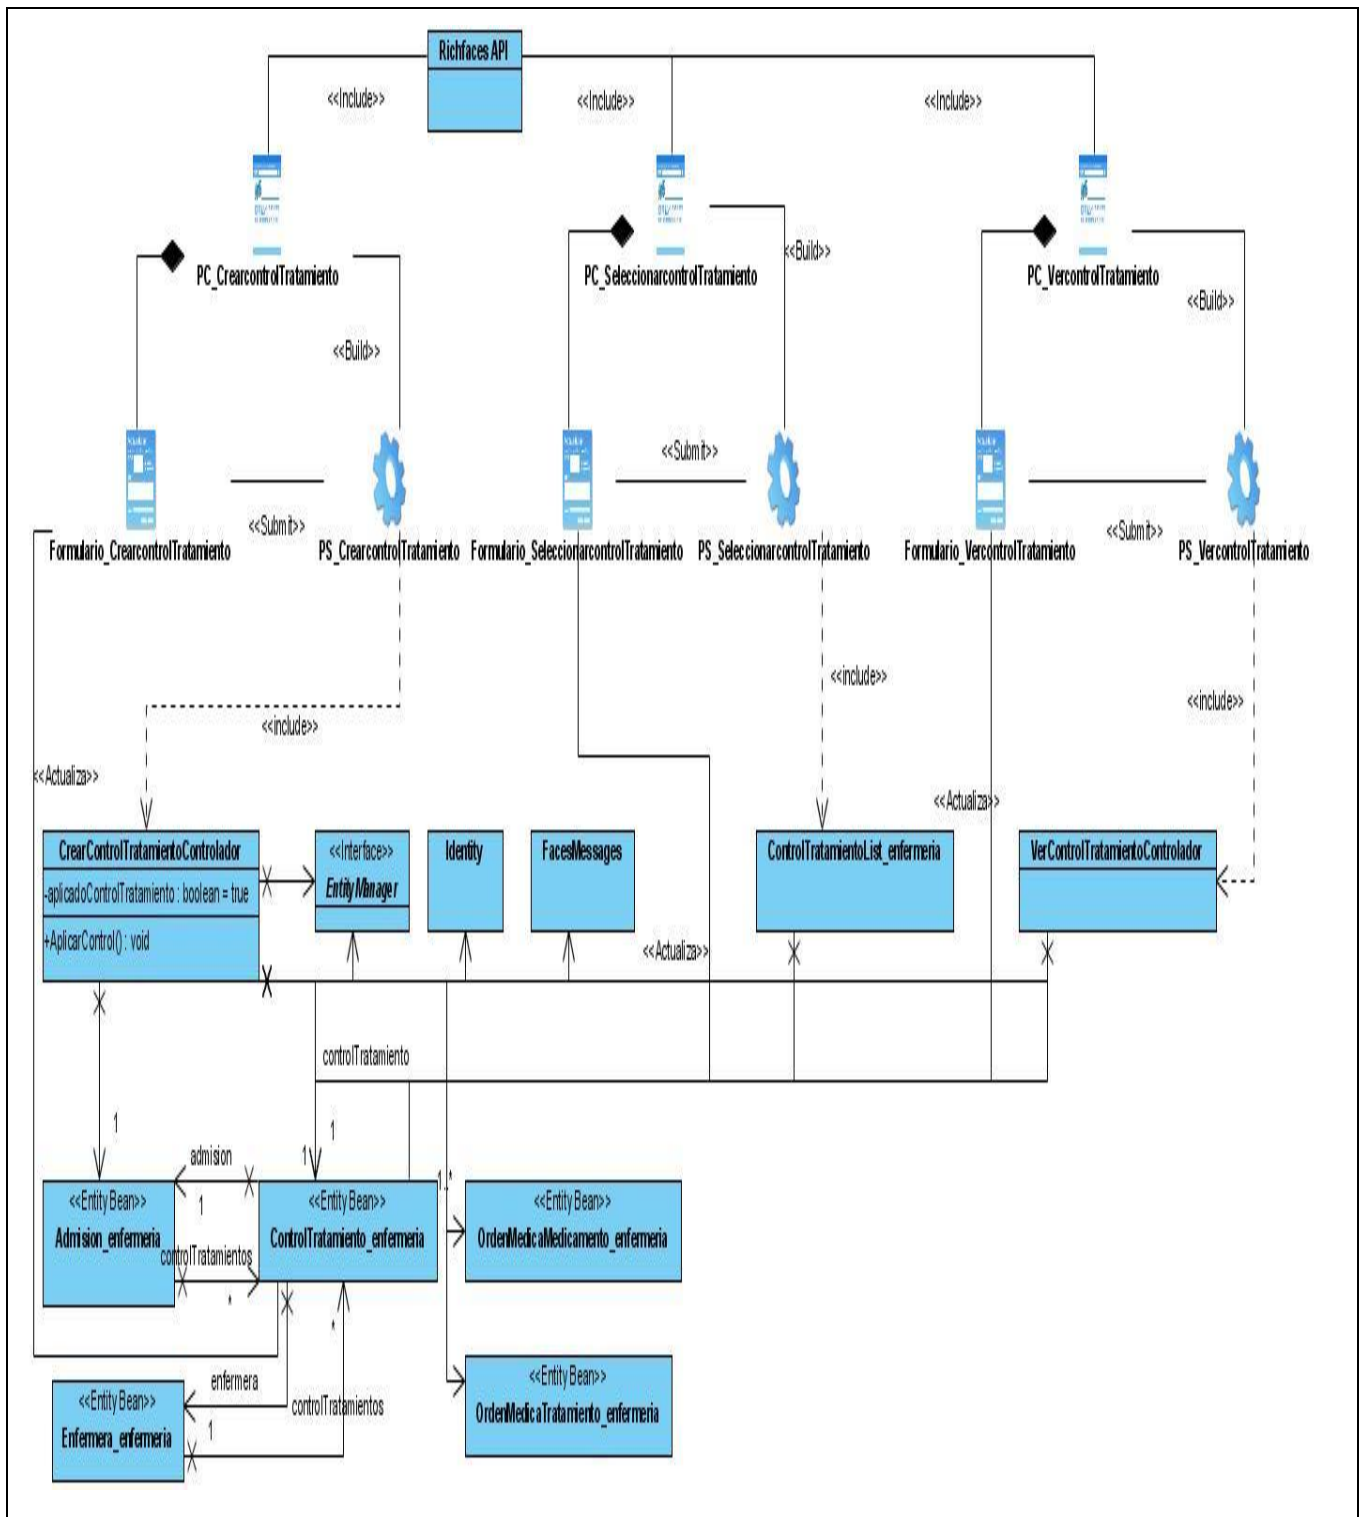 Richfaces API
<<Include>>
<<Include>>
<<Include>>
PC_CrearcontrolTratamiento
PC_SeleccionarcontrolTratamiento
PC_VercontrolTratamiento
<<Build>>
<<Build>>
<<Build>>
<<Submit>>
<<Submit>>
<<Submit>>
Formulario_CrearcontrolTratamiento
PS_CrearcontrolTratamiento
Formulario_SeleccionarcontrolTratamiento
PS_SeleccionarcontrolTratamiento
Formulario_VercontrolTratamiento
PS_VercontrolTratamiento
<<include>>
<<include>>
<<include>>
<<Actualiza>>
<<Actualiza>>
CrearControlTratamientoControlador
-aplicadoControlTratamiento : boolean = true
+AplicarControl() : void
<<Interface>>
EntityManager
Identity
FacesMessages
ControlTratamientoList_enfermeria
VerControlTratamientoControlador
<<Actualiza>>
controlTratamiento
1
1
1
1..*
admision
1
<<Entity Bean>>
Admision_enfermeria
controlTratamientos
*
<<Entity Bean>>
ControlTratamiento_enfermeria
<<Entity Bean>>
OrdenMedicaMedicamento_enfermeria
*
enfermera
1
controlTratamientos
<<Entity Bean>>
Enfermera_enfermeria
<<Entity Bean>>
OrdenMedicaTratamiento_enfermeria